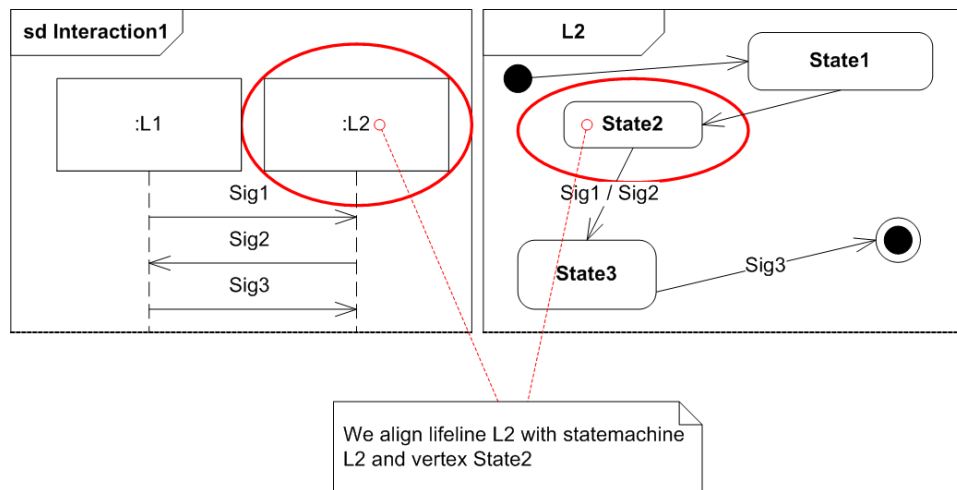 sd Interaction1
:L1
:L2
Sig1
Sig2
Sig3
L2
State1
State2
Sig1 / Sig2
State3
Sig3
We align lifeline L2 with statemachine
L2 and vertex State2